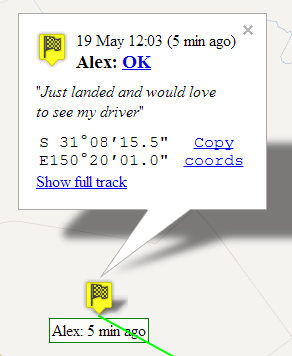 ×
19 May 12:03 (5 min ago)
Alex: OK
"Just landed and would love
to see my driver"
S 31°08'15.5" Copy
E150°20'01.0" coords
Show full track
Alex: 5 min ago